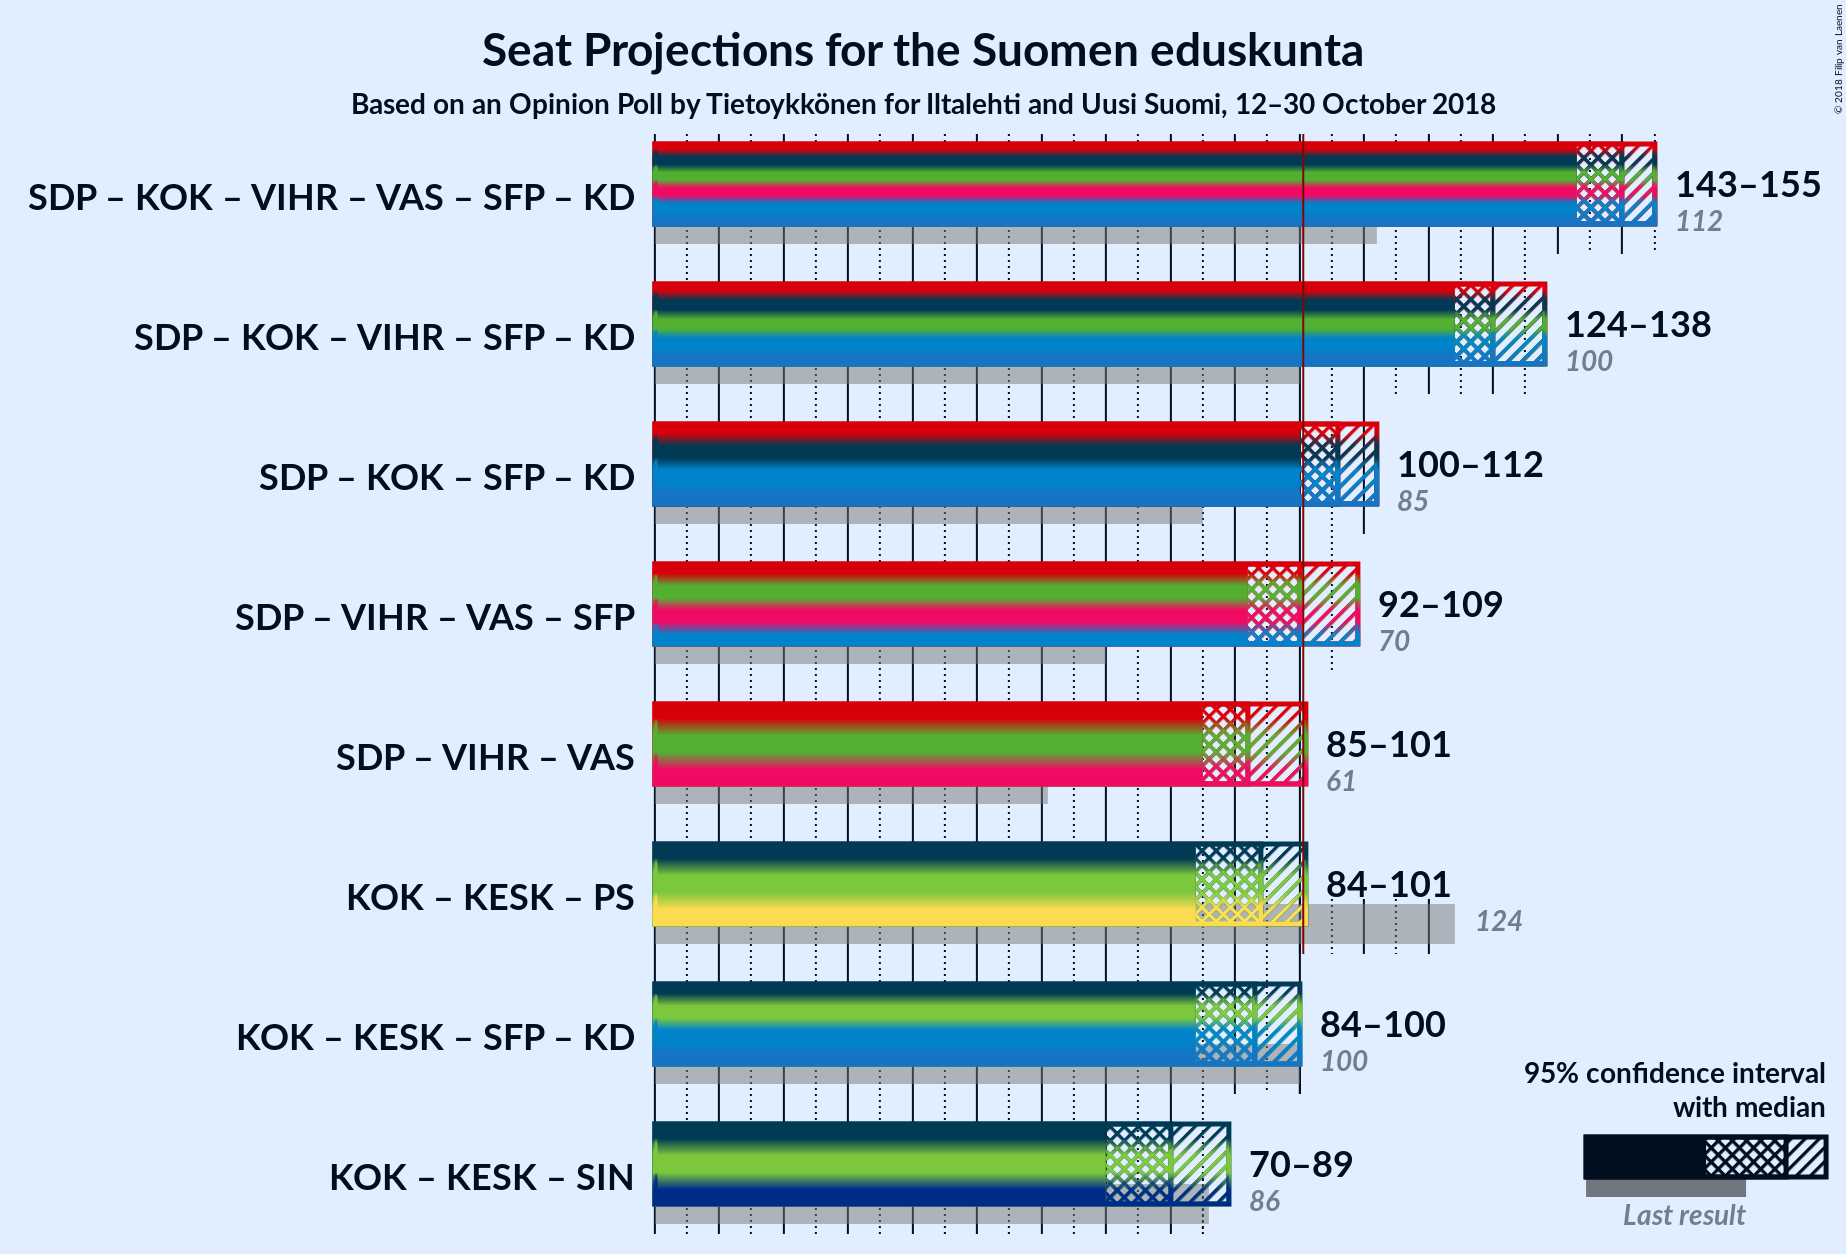 Seat Projections for the Suomen eduskunta
Based on an Opinion Poll by Tietoykkönen for Iltalehti and Uusi Suomi, 12–30 October 2018
© 2018 Filip van Laenen
SDP – KOK – VIHR – VAS – SFP – KD
143–155
112
SDP – KOK – VIHR – SFP – KD
124–138
100
SDP – KOK – SFP – KD
100–112
85
SDP – VIHR – VAS – SFP
92–109
70
SDP – VIHR – VAS
85–101
61
KOK – KESK – PS
84–101
124
KOK – KESK – SFP – KD
84–100
100
KOK – KESK – SIN
70–89
86
95% confidence interval
with median
Last result